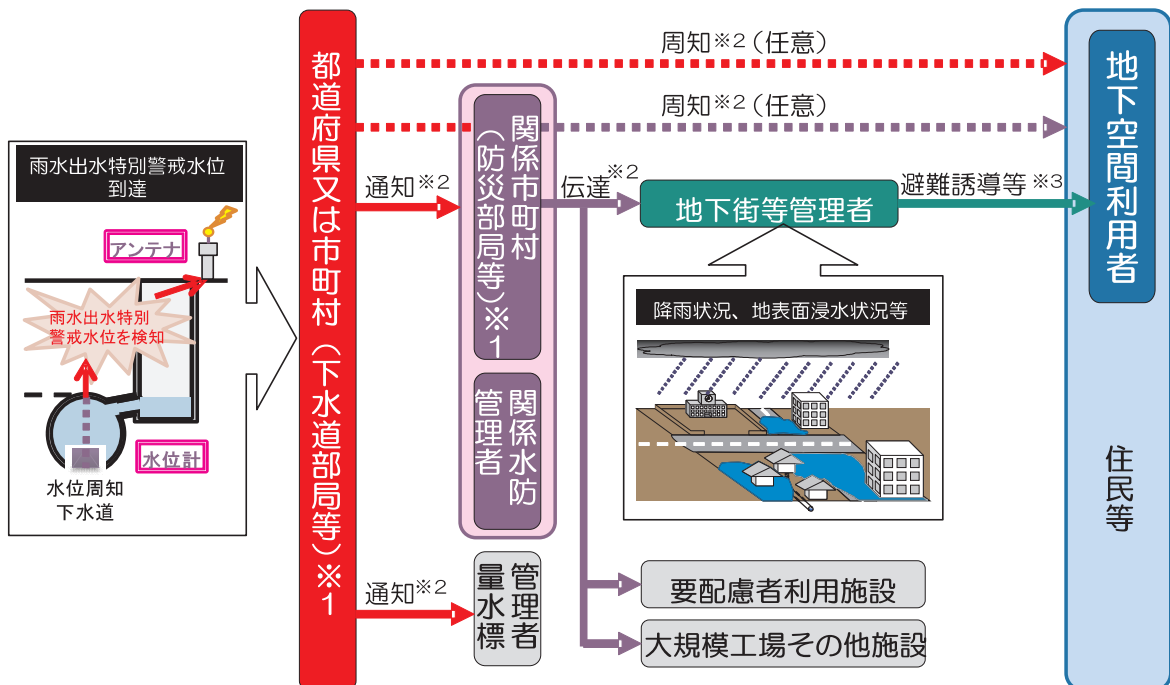 雨水出水特別警戒水位
到達
アンテナ
雨水出水特別
警戒水位を検知
水位計
水位周知
下水道
都道府県又は市町村（下水道部局等）※1
周知※2（任意）
周知※2（任意）
通知※2
関係市町村
（防災部局等）※1
関係水防
管理者
通知※2
量水標
管理者
伝達※2
地下街等管理者
避難誘導等 ※3
降雨状況、地表面浸水状況等
要配慮者利用施設
大規模工場その他施設
地下空間利用者
住民等